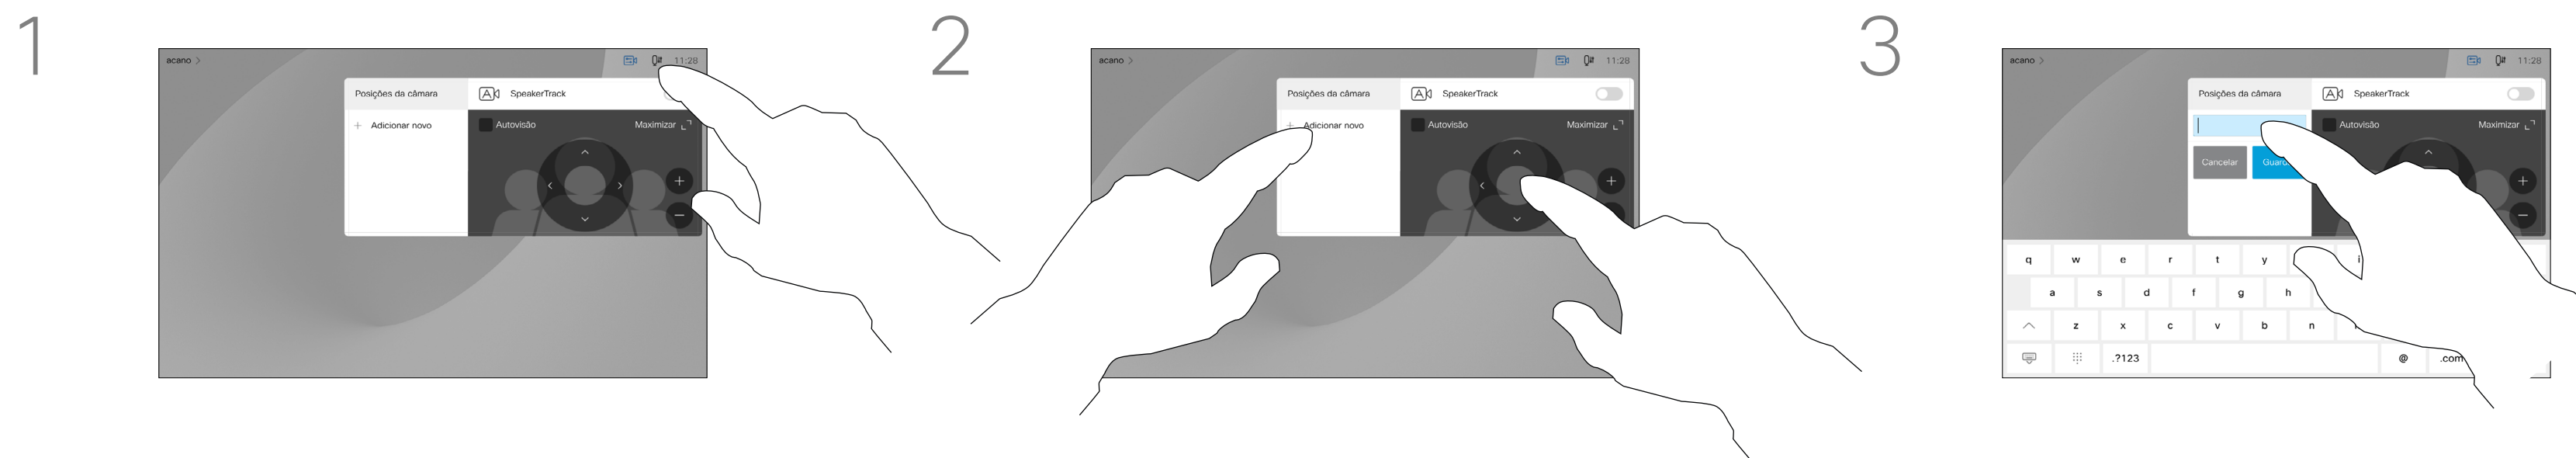 1
acano >
11:28
Posições da câmara
SpeakerTrack
+ Adicionar novo
Autovisão
Maximizar
+
−
2
acano >
11:28
Posições da câmara
SpeakerTrack
+ Adicionar novo
Autovisão
Maximizar
+
3
acano >
11:28
Posições da câmara
SpeakerTrack
Autovisão
Maximizar
Cancelar
+
−
q w e r t y i
a s d f g h
z x c v b n
.?123 @ .com